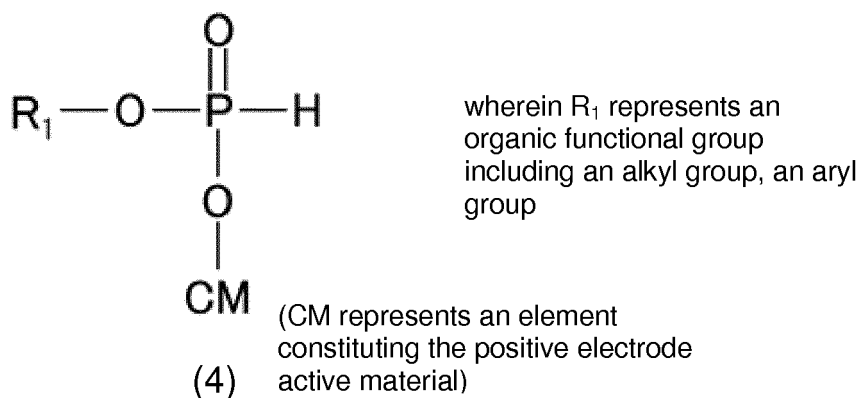 O
R₁—O—P—H
O
CM
(4)
wherein R₁ represents an
organic functional group
including an alkyl group, an aryl
group
(CM represents an element
constituting the positive electrode
active material)